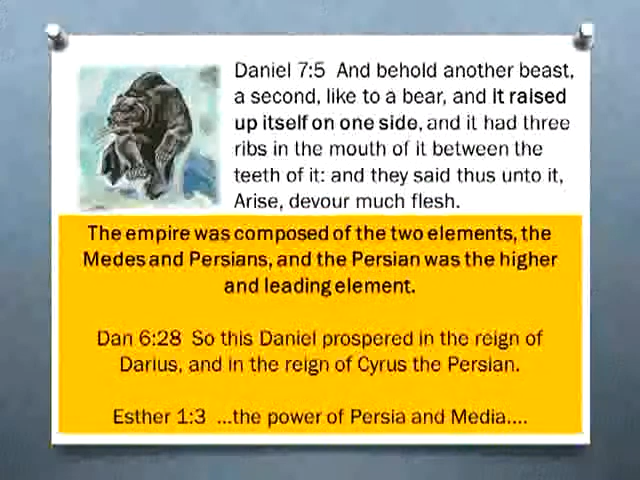 Daniel 7:5 And behold another beast,
a second, like to a bear, and it raised
up itself on one side, and it had three
ribs in the mouth of it between the
teeth of it: and they said thus unto it,
Arise, devour much flesh.
The empire was composed of the two elements, the
Medes and Persians, and the Persian was the higher
and leading element.
Dan 6:28 So this Daniel prospered in the reign of
Darius, and in the reign of Cyrus the Persian.
Esther 1:3 ...the power of Persia and Media....